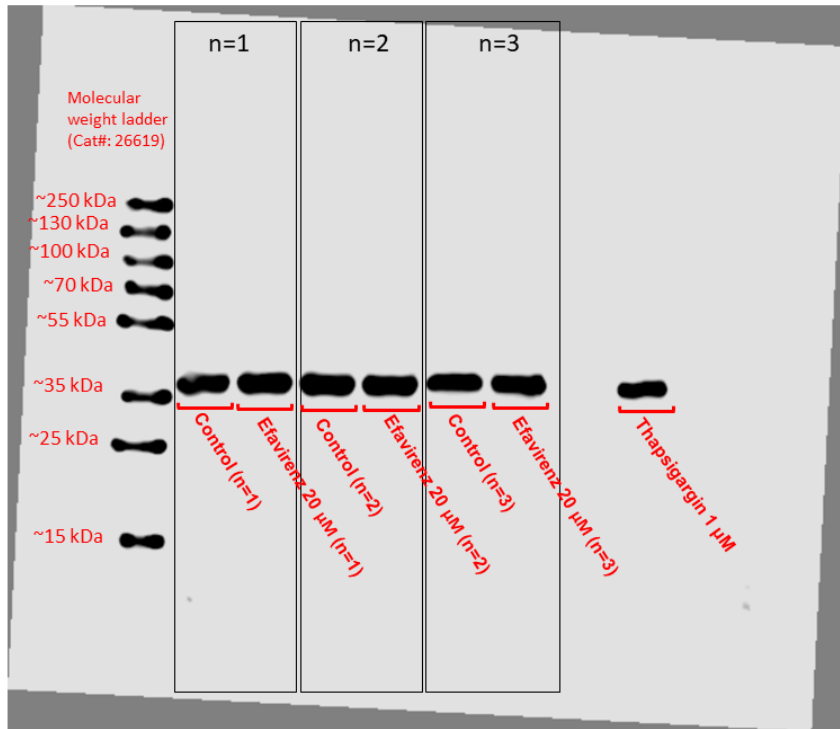 n=1
n=2
n=3
Molecular
weight ladder
(Cat#: 26619)
~250 kDa
~130 kDa
~100 kDa
~70 kDa
~55 kDa
~35 kDa
~25 kDa
~15 kDa
Control (n=1)
Efavirenz 20 µM (n=1)
Control (n=2)
Efavirenz 20 µM (n=2)
Control (n=3)
Efavirenz 20 µM (n=3)
Thapsigargin 1 µM